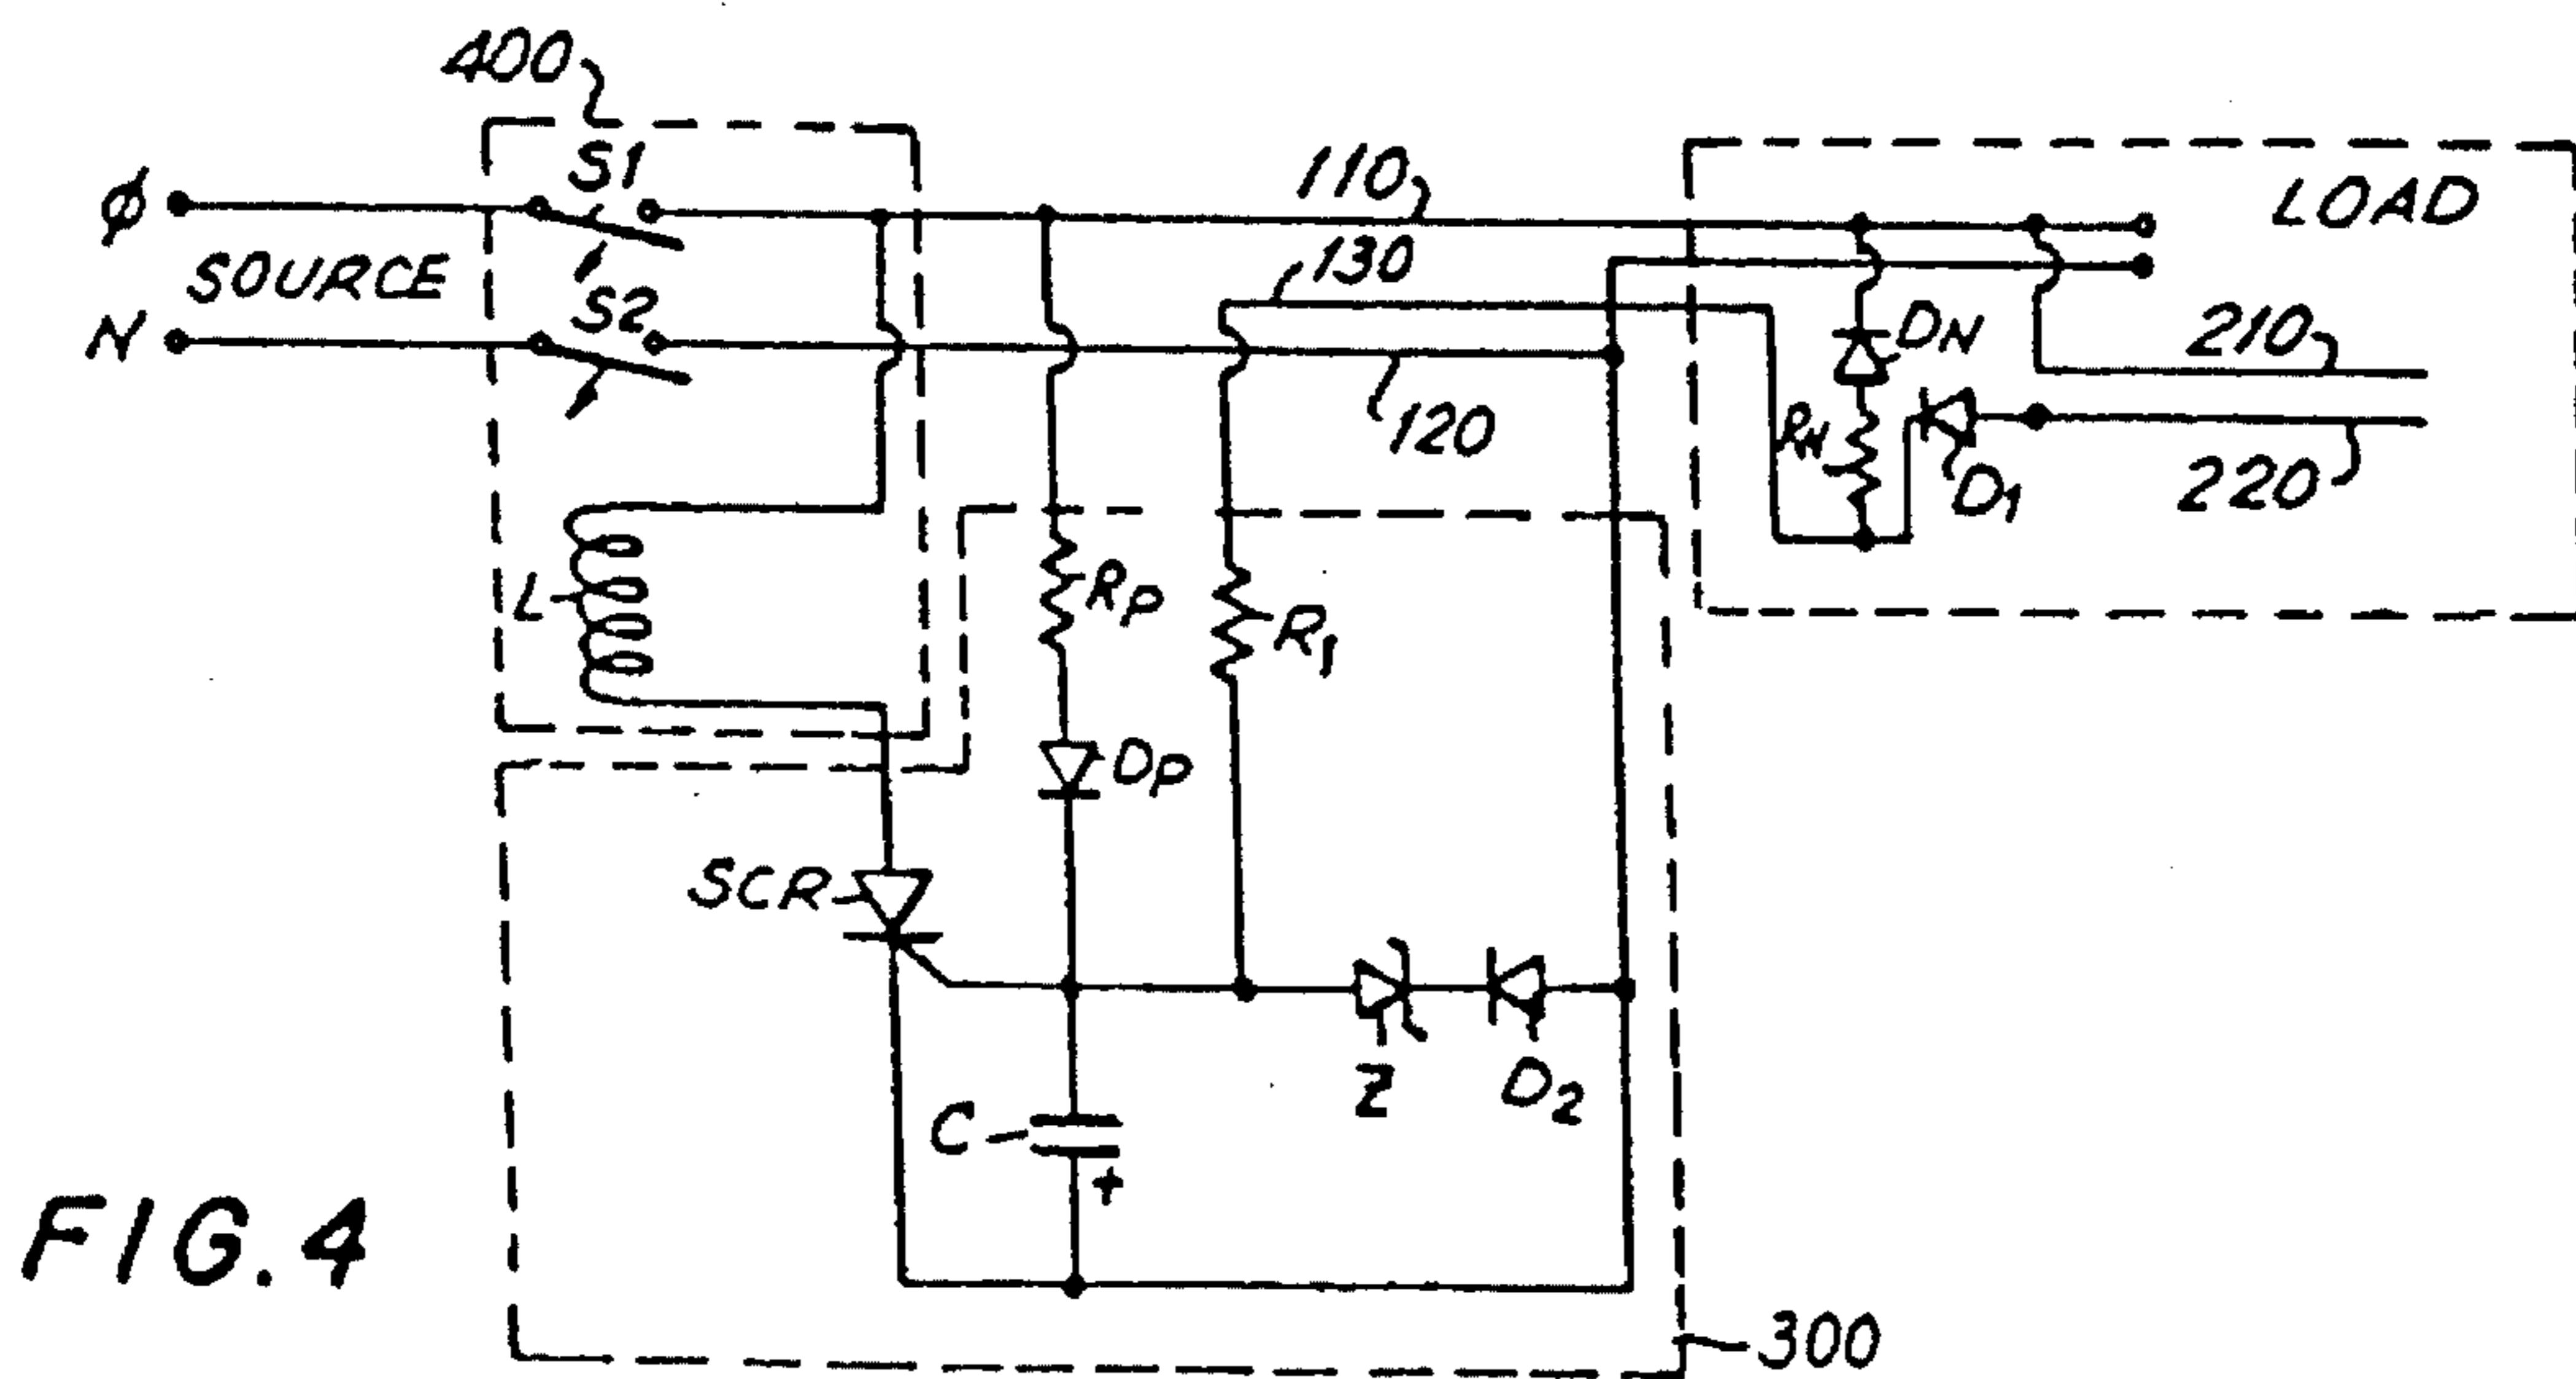 400
S1
110
LOAD
φ
130
SOURCE
S2
DN
210
N
120
RN
D1
220
L
RP
R1
DP
SCR
Z
D2
C
+
FIG. 4
300